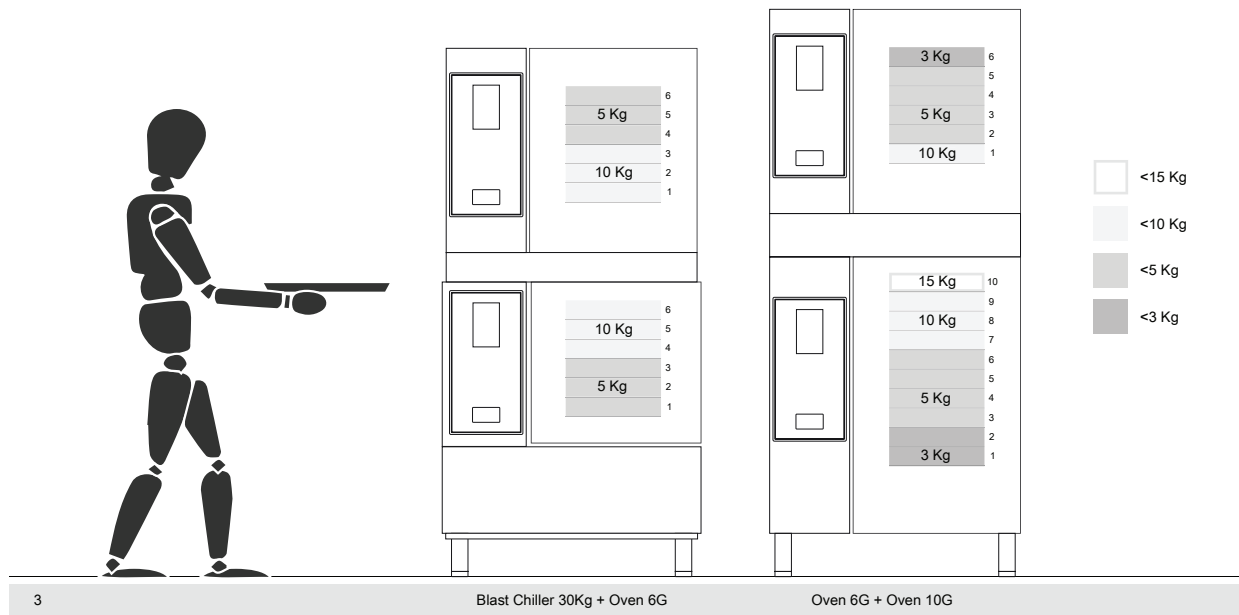 6
5 Kg 5
4
3
10 Kg 2
1
6
10 Kg 5
4
3
5 Kg 2
1
3 Kg 6
5
4
5 Kg 3
2
10 Kg 1
15 Kg 10
9
10 Kg 8
7
6
5
5 Kg 4
3
2
3 Kg 1
<15 Kg
<10 Kg
<5 Kg
<3 Kg
3 Blast Chiller 30Kg + Oven 6G Oven 6G + Oven 10G